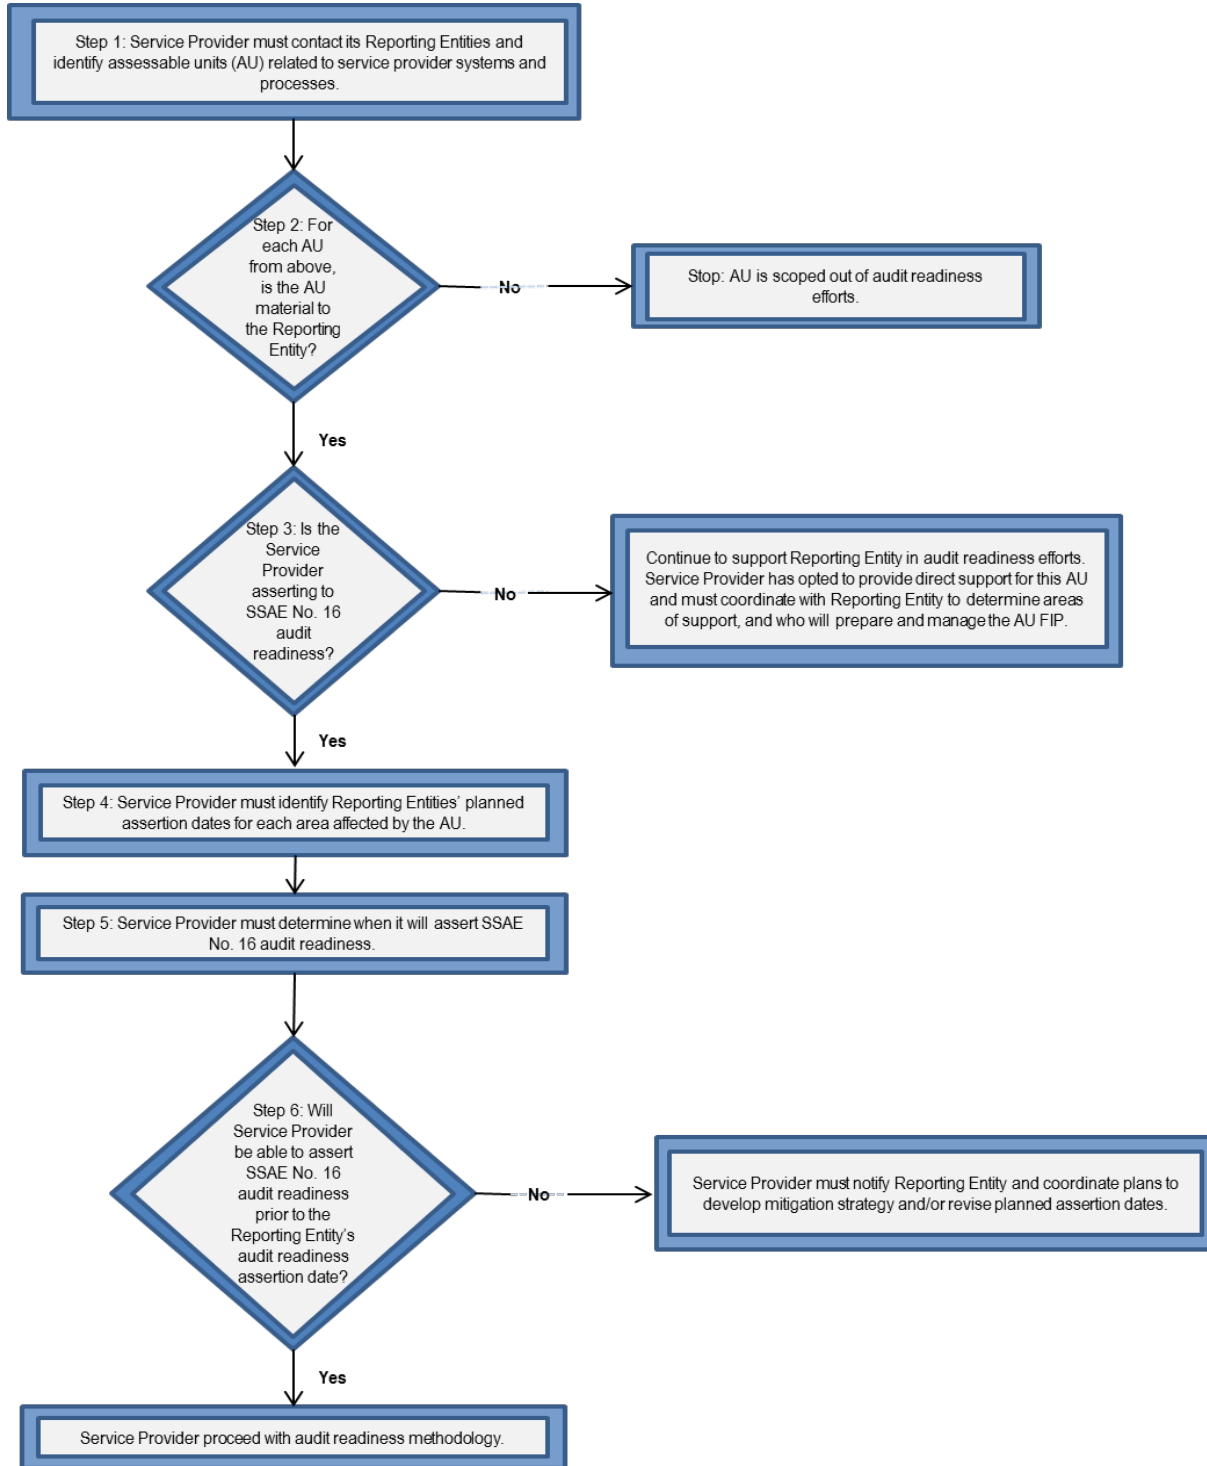 Step 1: Service Provider must contact its Reporting Entities and
identify assessable units (AU) related to service provider systems and
processes.
Step 2: For
each AU
from above,
is the AU
material to
the Reporting
Entity?
No
Stop: AU is scoped out of audit readiness
efforts.
Yes
Step 3: Is the
Service
Provider
asserting to
SSAE No. 16
audit
readiness?
No
Continue to support Reporting Entity in audit readiness efforts.
Service Provider has opted to provide direct support for this AU
and must coordinate with Reporting Entity to determine areas
of support, and who will prepare and manage the AU FIP.
Yes
Step 4: Service Provider must identify Reporting Entities’ planned
assertion dates for each area affected by the AU.
Step 5: Service Provider must determine when it will assert SSAE
No. 16 audit readiness.
Step 6: Will
Service Provider
be able to assert
SSAE No. 16
audit readiness
prior to the
Reporting Entity’s
audit readiness
assertion date?
No
Service Provider must notify Reporting Entity and coordinate plans to
develop mitigation strategy and/or revise planned assertion dates.
Yes
Service Provider proceed with audit readiness methodology.